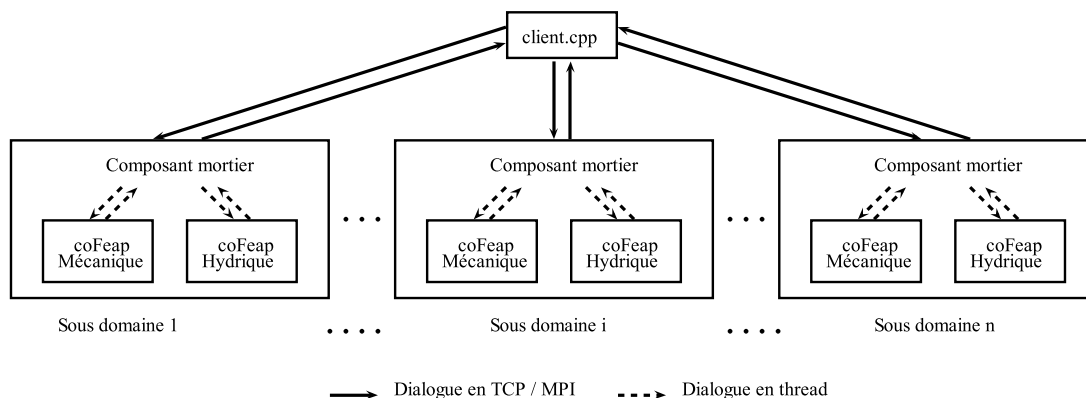 client.cpp
Composant mortier
Composant mortier
Composant mortier
coFeap
Mécanique
coFeap
Hydrique
. . .
coFeap
Mécanique
coFeap
Hydrique
. . .
coFeap
Mécanique
coFeap
Hydrique
Sous domaine 1
. . . .
Sous domaine i
. . . .
Sous domaine n
Dialogue en TCP / MPI
Dialogue en thread